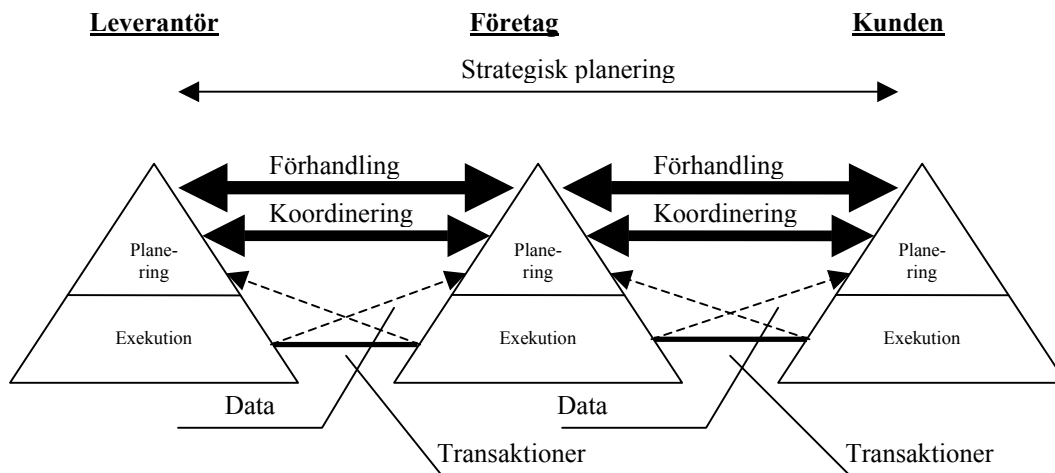 Leverantör
Företag
Kunden
Strategisk planering
Förhandling
Förhandling
Koordinering
Koordinering
Plane-
ring
Plane-
ring
Plane-
ring
Exekution
Exekution
Exekution
Data
Data
Transaktioner
Transaktioner